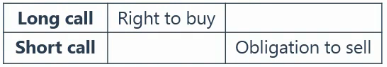 Long call Right to buy
Short call Obligation to sell